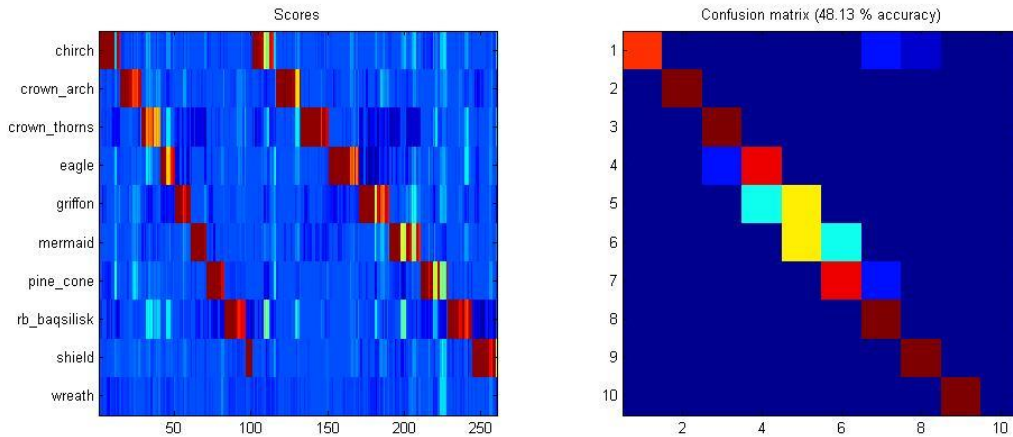 Scores
chirch
crown_arch
crown_thorns
eagle
griffon
mermaid
pine_cone
rb_baqsilisk
shield
wreath
50 100 150 200 250
Confusion matrix (48.13 % accuracy)
1
2
3
4
5
6
7
8
9
10
2 4 6 8 10